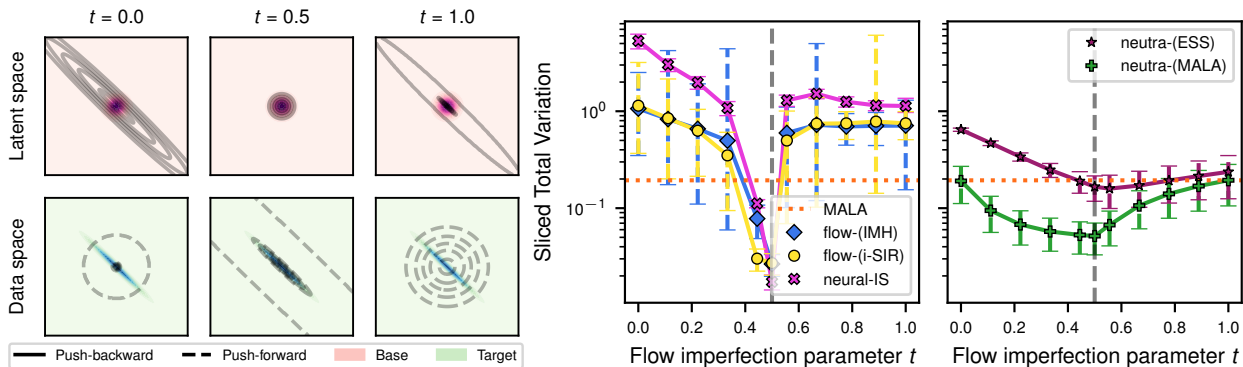 t = 0.0
t = 0.5
t = 1.0
Latent space
Data space
Push-backward
Push-forward
Base
Target
Sliced Total Variation
10⁰
10⁻¹
MALA
flow-(IMH)
flow-(i-SIR)
neural-IS
0.0
0.2
0.4
0.6
0.8
1.0
Flow imperfection parameter t
neutra-(ESS)
neutra-(MALA)
10⁰
10⁻¹
0.0
0.2
0.4
0.6
0.8
1.0
Flow imperfection parameter t